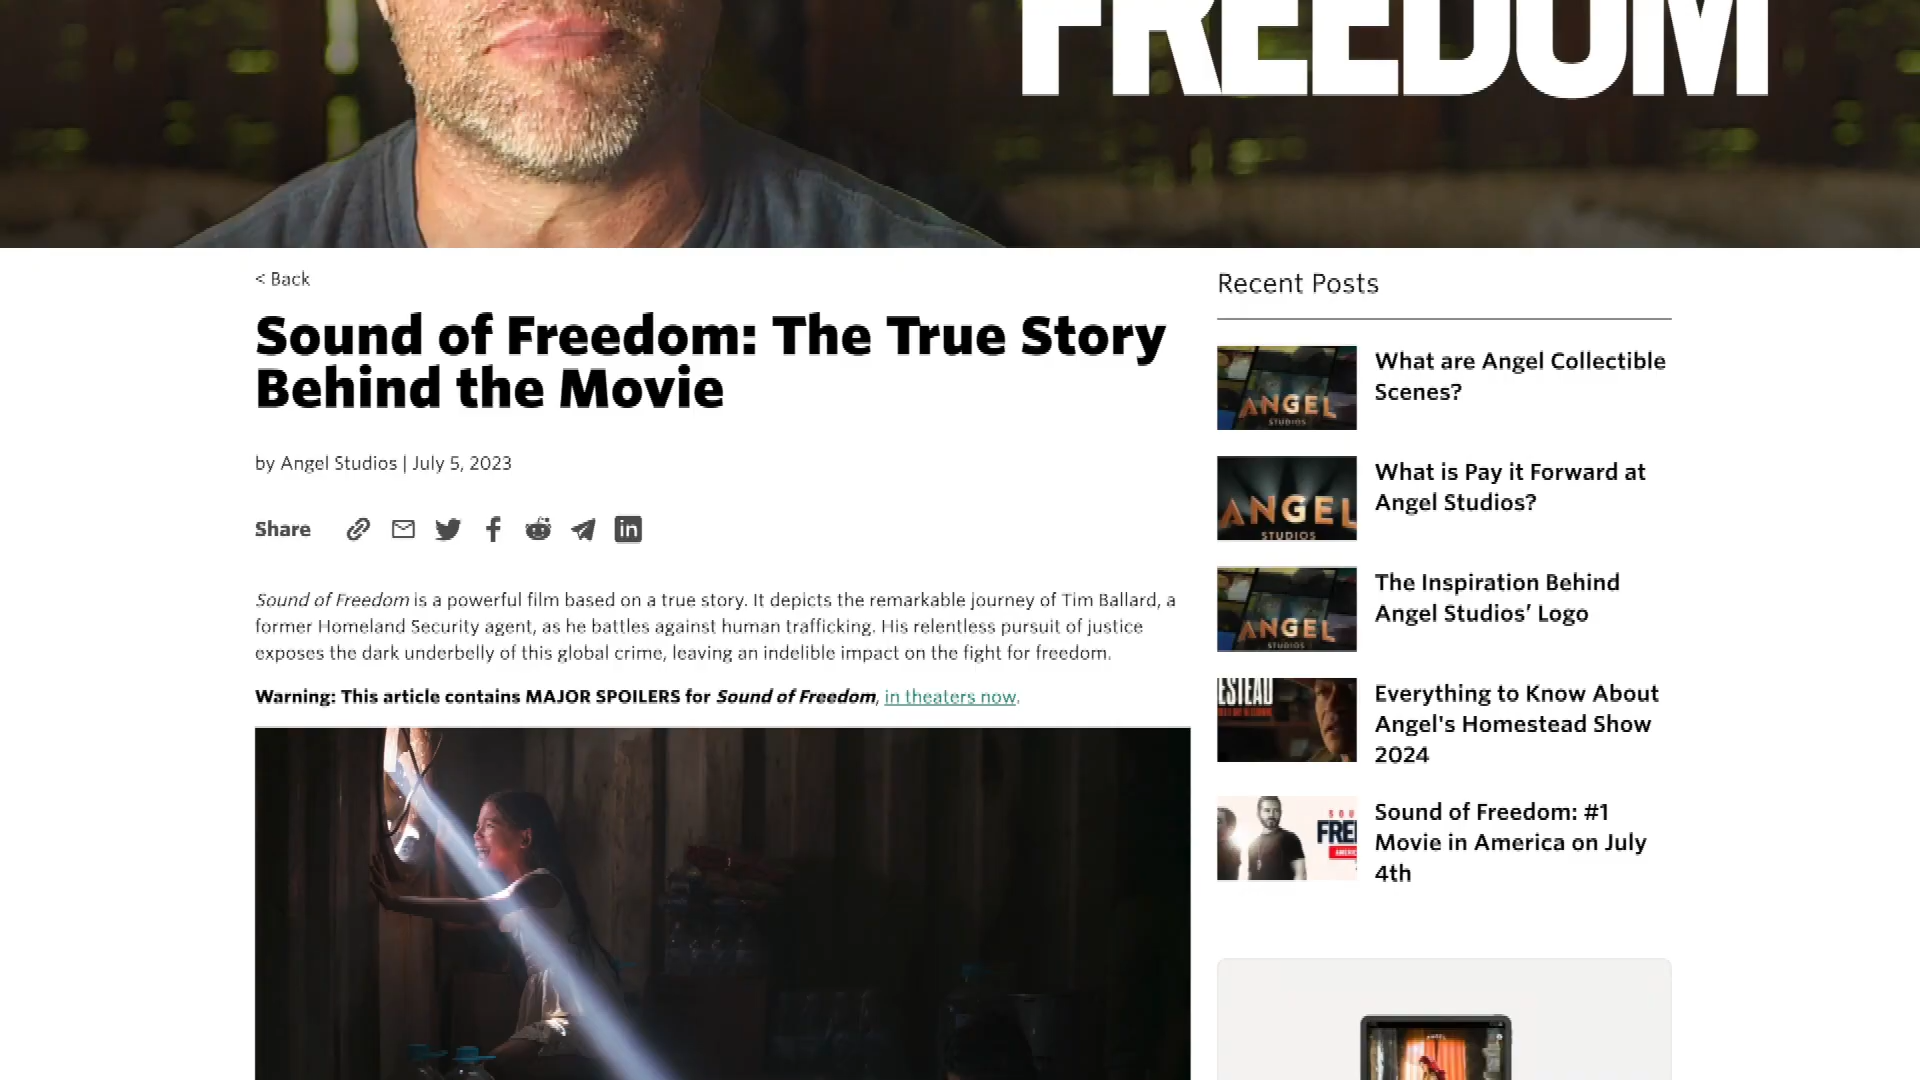 FREEDOM
< Back
Sound of Freedom: The True Story
Behind the Movie
by Angel Studios | July 5, 2023
Share
in
Sound of Freedom is a powerful film based on a true story. It depicts the remarkable journey of Tim Ballard, a
former Homeland Security agent, as he battles against human trafficking. His relentless pursuit of justice
exposes the dark underbelly of this global crime, leaving an indelible impact on the fight for freedom.
Warning: This article contains MAJOR SPOILERS for Sound of Freedom, in theaters now.
Recent Posts
ANGEL
STUDIOS
What are Angel Collectible
Scenes?
ANGEL
STUDIOS
What is Pay it Forward at
Angel Studios?
ANGEL
STUDIOS
The Inspiration Behind
Angel Studios' Logo
ESTEAD
Everything to Know About
Angel's Homestead Show
2024
SOU
FREE
Sound of Freedom: #1
Movie in America on July
4th